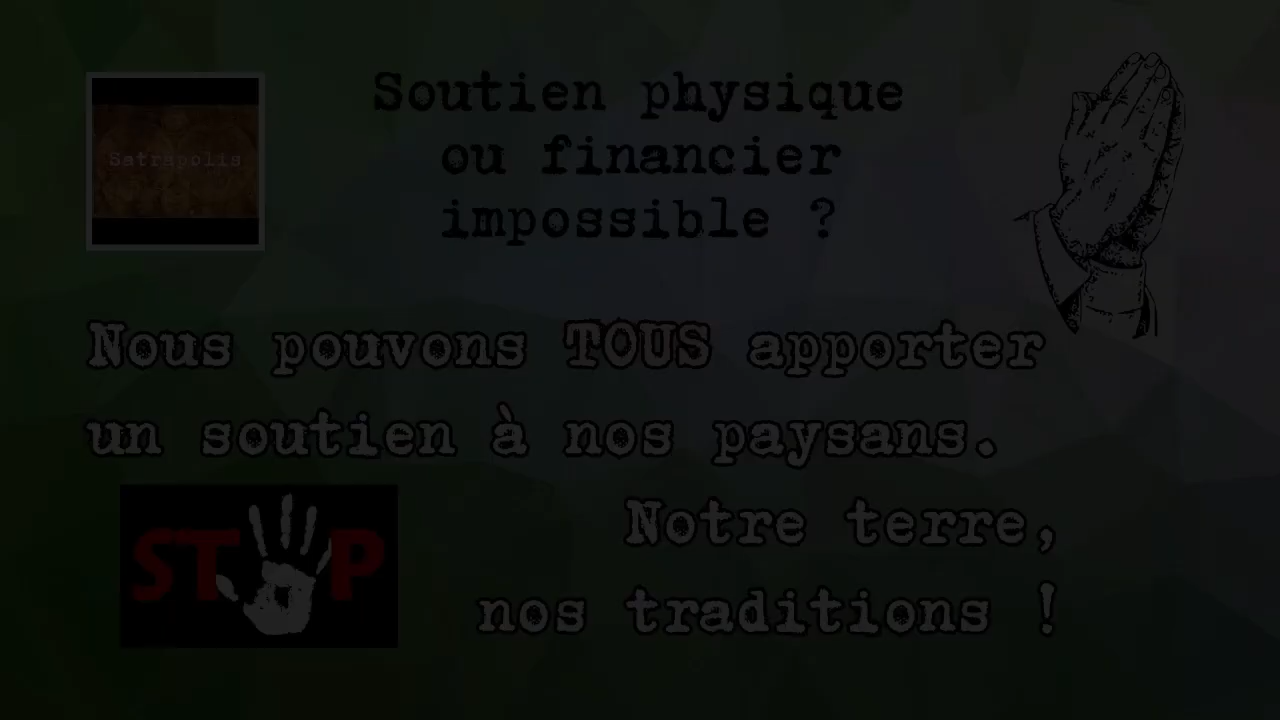 Satrapolis
Soutien physique
ou financier
impossible ?
Nous pouvons TOUS apporter
un soutien à nos paysans.
STOP
Notre terre,
nos traditions !